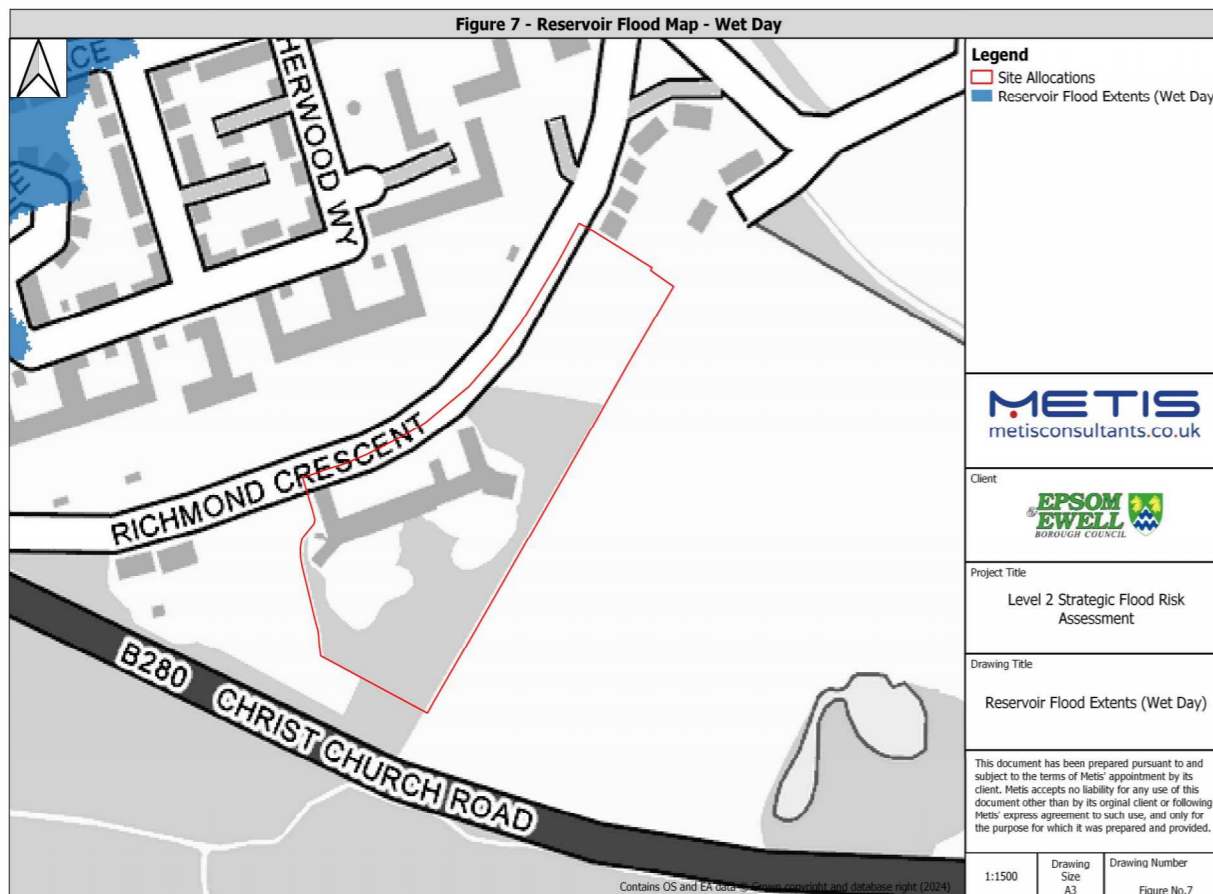 Figure 7 - Reservoir Flood Map - Wet Day
CE
HERWOOD WY
CE
RICHMOND CRESCENT
B280 CHRIST CHURCH ROAD
Contains OS and EA data © Crown copyright and database right (2024)
Legend
Site Allocations
Reservoir Flood Extents (Wet Day
METIS
metisconsultants.co.uk
Client
EPSOM
& EWELL
BOROUGH COUNCIL
Project Title
Level 2 Strategic Flood Risk
Assessment
Drawing Title
Reservoir Flood Extents (Wet Day)
This document has been prepared pursuant to and
subject to the terms of Metis' appointment by its
client. Metis accepts no liability for any use of this
document other than by its orginal client or following
Metis' express agreement to such use, and only for
the purpose for which it was prepared and provided.
1:1500
Drawing
Size
A3
Drawing Number
Figure No.7